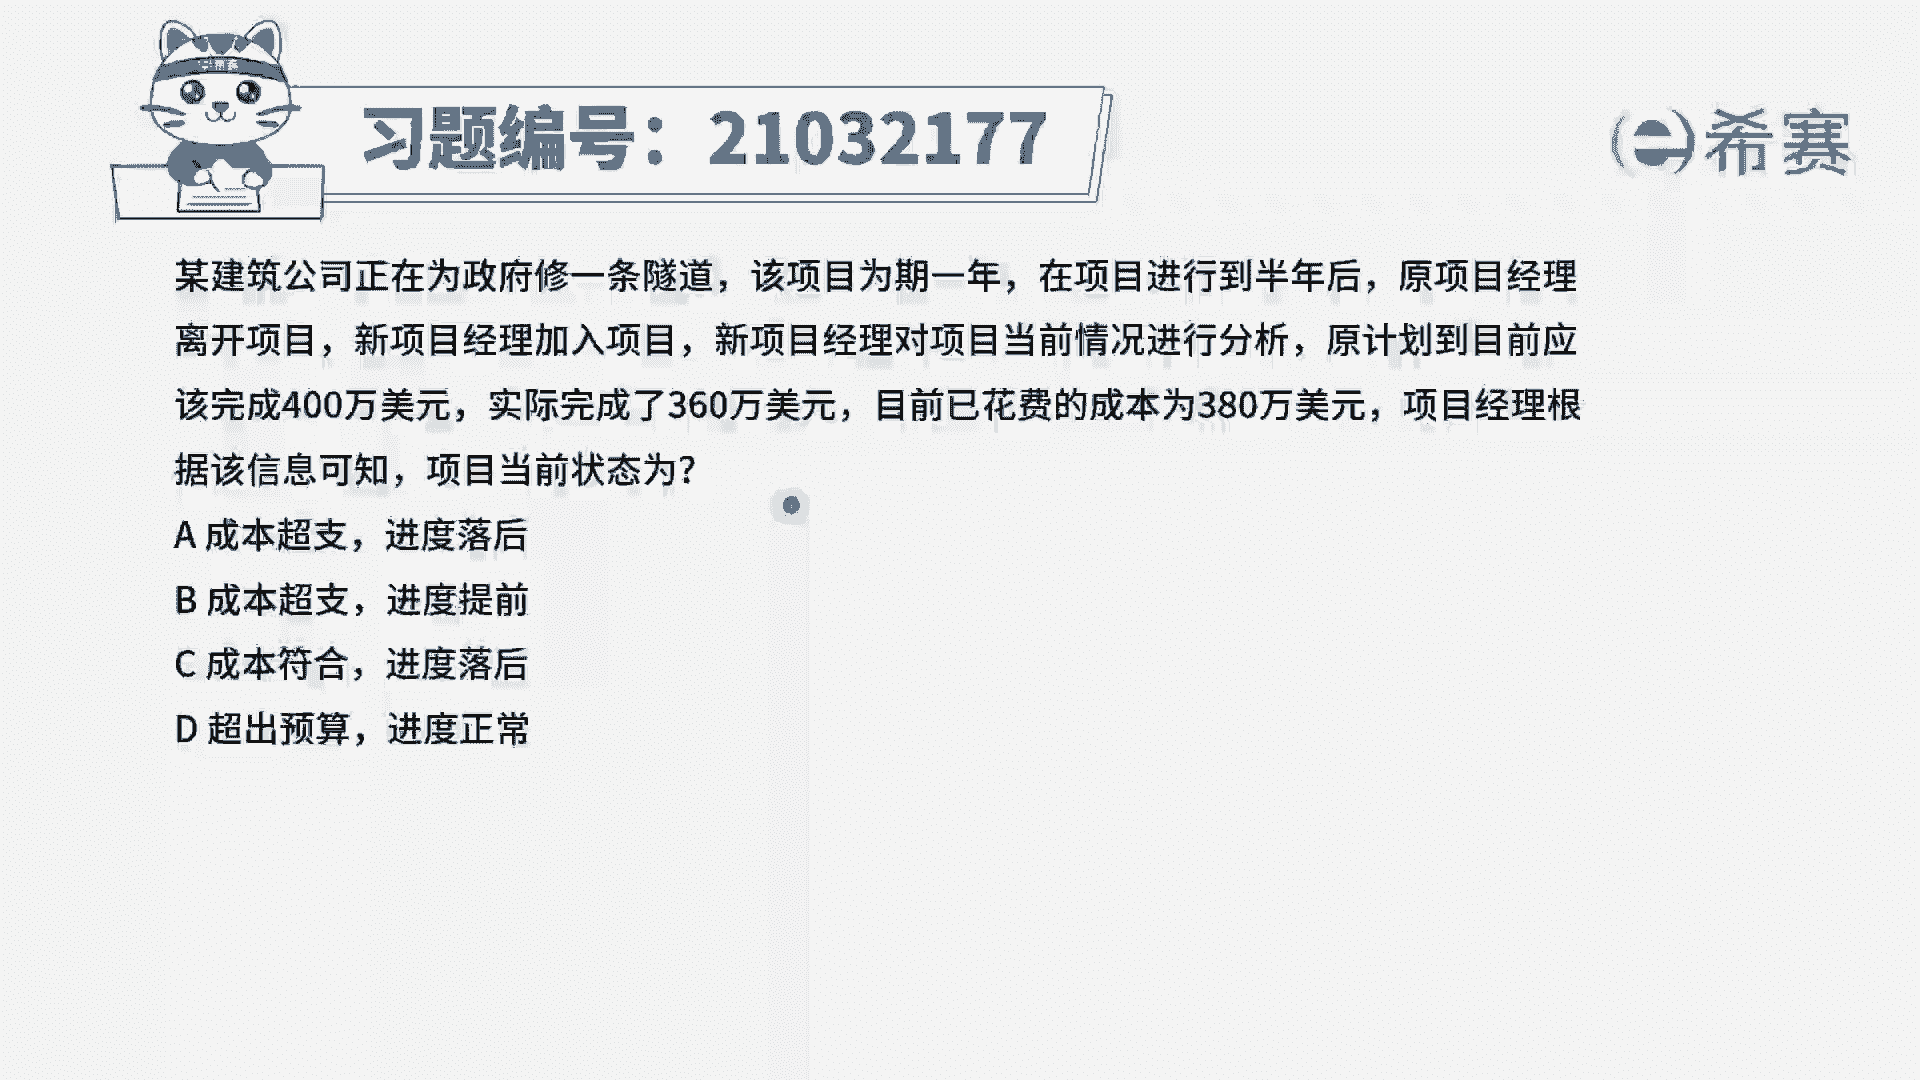 习题编号：21032177
希赛
某建筑公司正在为政府修一条隧道，该项目为期一年，在项目进行到半年后，原项目经理
离开项目，新项目经理加入项目，新项目经理对项目当前情况进行分析，原计划到目前应
该完成400万美元，实际完成了360万美元，目前已花费的成本为380万美元，项目经理根
据该信息可知，项目当前状态为？
A 成本超支，进度落后
B 成本超支，进度提前
C 成本符合，进度落后
D 超出预算，进度正常